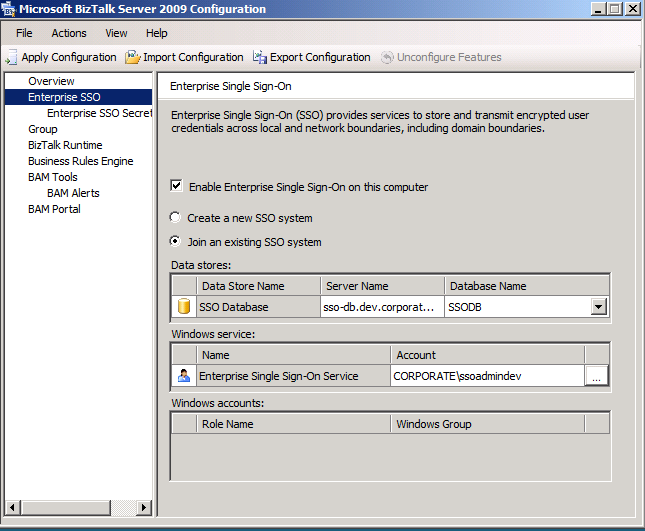 Microsoft BizTalk Server 2009 Configuration
File Actions View Help
Apply Configuration Import Configuration Export Configuration Unconfigure Features
Overview
Enterprise SSO
Enterprise SSO Secret
Group
BizTalk Runtime
Business Rules Engine
BAM Tools
BAM Alerts
BAM Portal
Enterprise Single Sign-On
Enterprise Single Sign-On (SSO) provides services to store and transmit encrypted user
credentials across local and network boundaries, including domain boundaries.
Enable Enterprise Single Sign-On on this computer
Create a new SSO system
Join an existing SSO system
Data stores:
Data Store Name Server Name Database Name
SSO Database sso-db.dev.corporat... SSODB
Windows service:
Name Account
Enterprise Single Sign-On Service CORPORATE\ssoadmindev ...
Windows accounts:
Role Name Windows Group